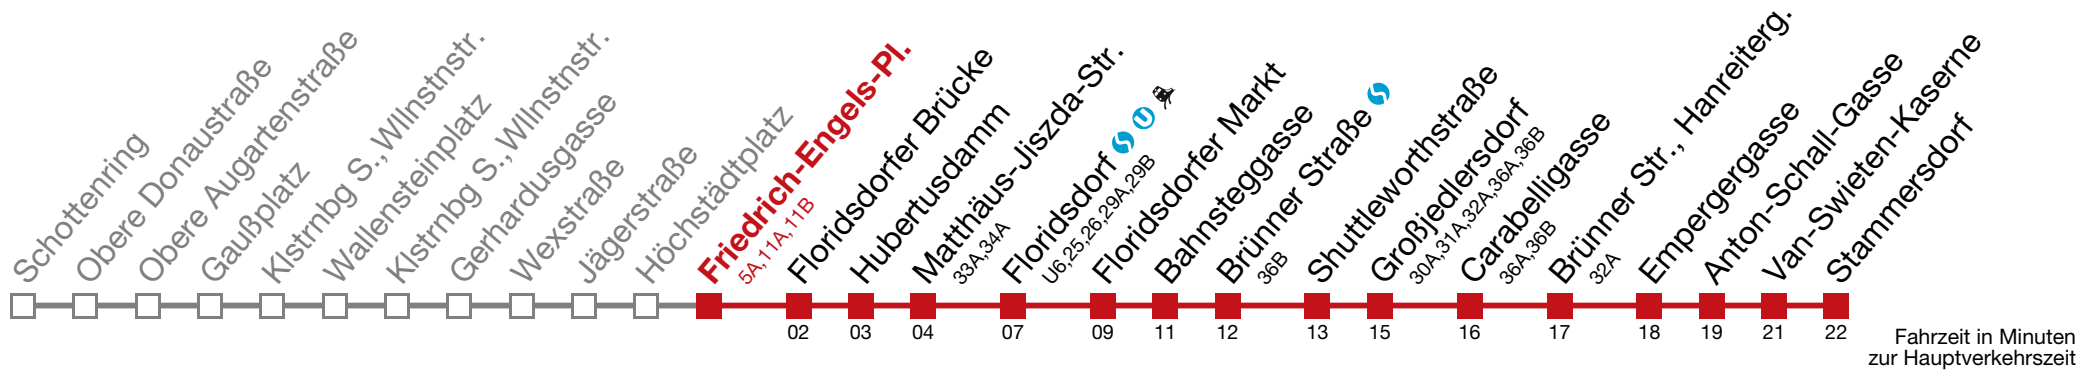 Schottenring
Obere Donaustraße
Obere Augartenstraße
Gaußplatz
Klstrnbg S., Wllnstnstr.
Wallensteinplatz
Klstrnbg S., Wllnstnstr.
Gerhardusgasse
Wexstraße
Jägerstraße
Höchstädtplatz
Friedrich-Engels-Pl.
5A,11A,11B
Floridsdorfer Brücke
Hubertusdamm
Matthäus-Jiszda-Str.
33A,34A
Floridsdorf S U
U6,25,26,29A,29B
Floridsdorfer Markt
Bahnsteggasse
Brünner Straße S
36B
Shuttleworthstraße
Großjedlersdorf
30A,31A,32A,36A,36B
Carabelligasse
36A,36B
Brünner Str., Hanreiterg.
32A
Empergergasse
Anton-Schall-Gasse
Van-Swieten-Kaserne
Stammersdorf
02 03 04 07 09 11 12 13 15 16 17 18 19 21 22
Fahrzeit in Minuten
zur Hauptverkehrszeit